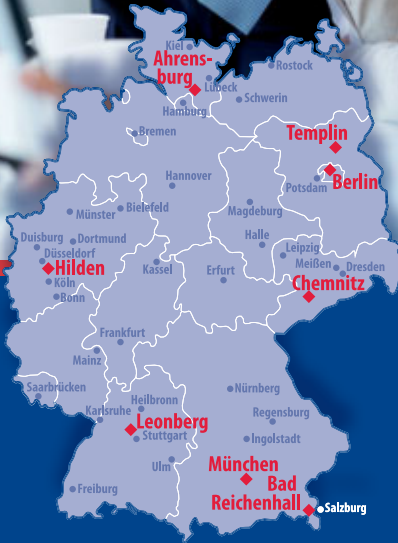 Kiel
Ahrens-
burg
Rostock
Lübeck
Schwerin
Hamburg
Bremen
Templin
Berlin
Potsdam
Hannover
Magdeburg
Bielefeld
Münster
Halle
Leipzig
Duisburg
Dortmund
Düsseldorf
Hilden
Kassel
Erfurt
Meißen
Dresden
Köln
Bonn
Chemnitz
Frankfurt
Mainz
Saarbrücken
Nürnberg
Heilbronn
Karlsruhe
Leonberg
Regensburg
Stuttgart
Ingolstadt
Ulm
München
Freiburg
Bad
Reichenhall
Salzburg